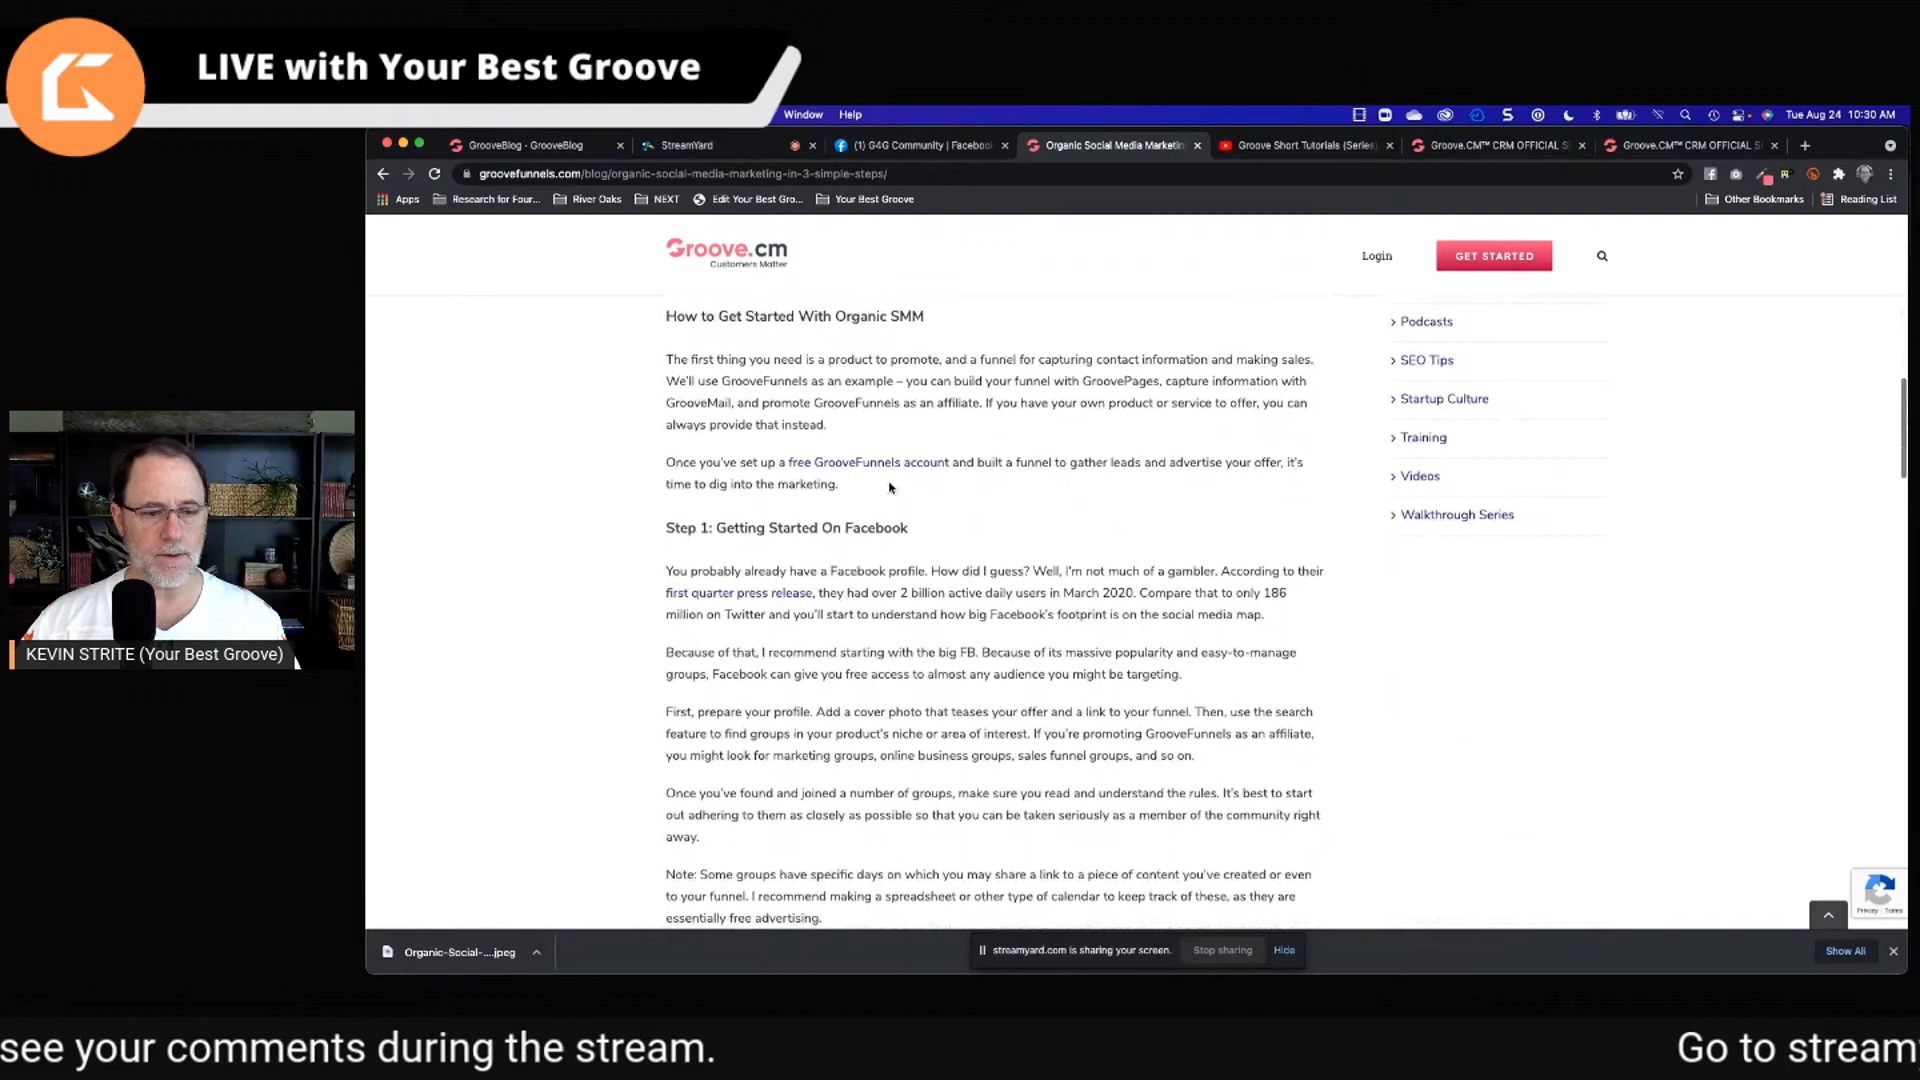 LIVE with Your Best Groove
Window Help
Tue Aug 24 10:30 AM
GrooveBlog - GrooveBlog
StreamYard
(1) G4G Community | Facebook
Organic Social Media Marketin
Groove Short Tutorials (Series)
Groove.CM™ CRM OFFICIAL S
Groove.CM™ CRM OFFICIAL S
groovefunnels.com/blog/organic-social-media-marketing-in-3-simple-steps/
Apps
Research for Four...
River Oaks
NEXT
Edit Your Best Gro...
Your Best Groove
Other Bookmarks
Reading List
Groove.cm
Customers Matter
Login
GET STARTED
How to Get Started With Organic SMM
The first thing you need is a product to promote, and a funnel for capturing contact information and making sales.
We'll use GrooveFunnels as an example – you can build your funnel with GroovePages, capture information with
GrooveMail, and promote GrooveFunnels as an affiliate. If you have your own product or service to offer, you can
always provide that instead.
Once you've set up a free GrooveFunnels account and built a funnel to gather leads and advertise your offer, it's
time to dig into the marketing.
Step 1: Getting Started On Facebook
You probably already have a Facebook profile. How did I guess? Well, I'm not much of a gambler. According to their
first quarter press release, they had over 2 billion active daily users in March 2020. Compare that to only 186
million on Twitter and you'll start to understand how big Facebook's footprint is on the social media map.
Because of that, I recommend starting with the big FB. Because of its massive popularity and easy-to-manage
groups, Facebook can give you free access to almost any audience you might be targeting.
First, prepare your profile. Add a cover photo that teases your offer and a link to your funnel. Then, use the search
feature to find groups in your product's niche or area of interest. If you're promoting GrooveFunnels as an affiliate,
you might look for marketing groups, online business groups, sales funnel groups, and so on.
Once you've found and joined a number of groups, make sure you read and understand the rules. It's best to start
out adhering to them as closely as possible so that you can be taken seriously as a member of the community right
away.
Note: Some groups have specific days on which you may share a link to a piece of content you've created or even
to your funnel. I recommend making a spreadsheet or other type of calendar to keep track of these, as they are
essentially free advertising.
Podcasts
SEO Tips
Startup Culture
Training
Videos
Walkthrough Series
Privacy - Terms
Organic-Social-....jpeg
streamyard.com is sharing your screen.
Stop sharing
Hide
Show All
KEVIN STRITE (Your Best Groove)
see your comments during the stream.
Go to stream